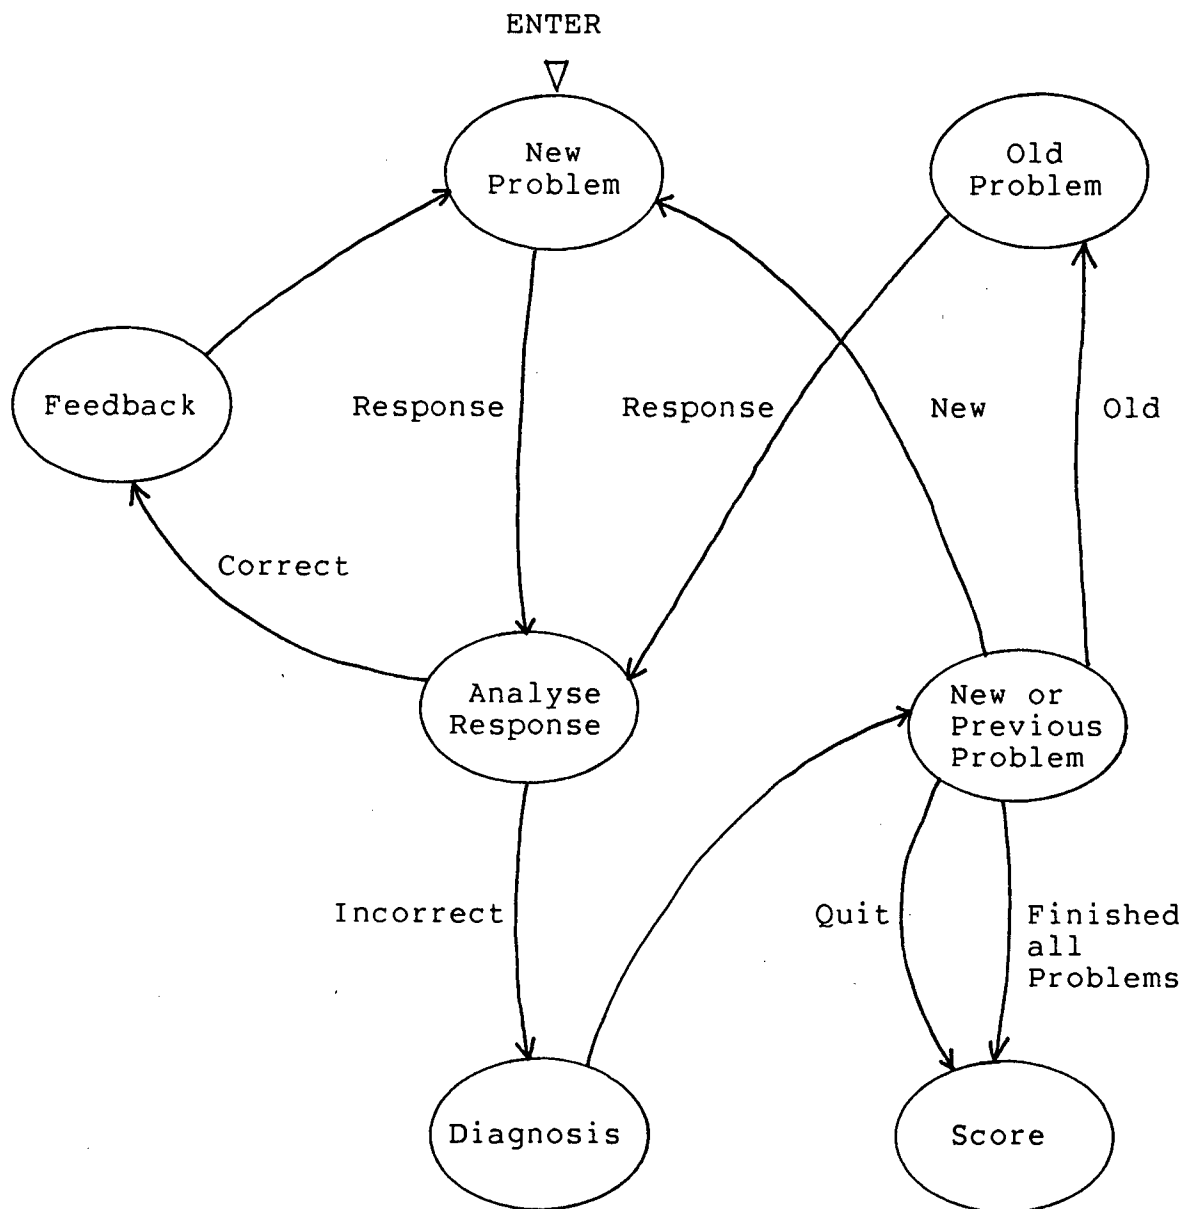 ENTER
New
Problem
Old
Problem
Feedback
Response
Response
New
Old
Correct
Analyse
Response
New or
Previous
Problem
Incorrect
Quit
Finished
all
Problems
Diagnosis
Score